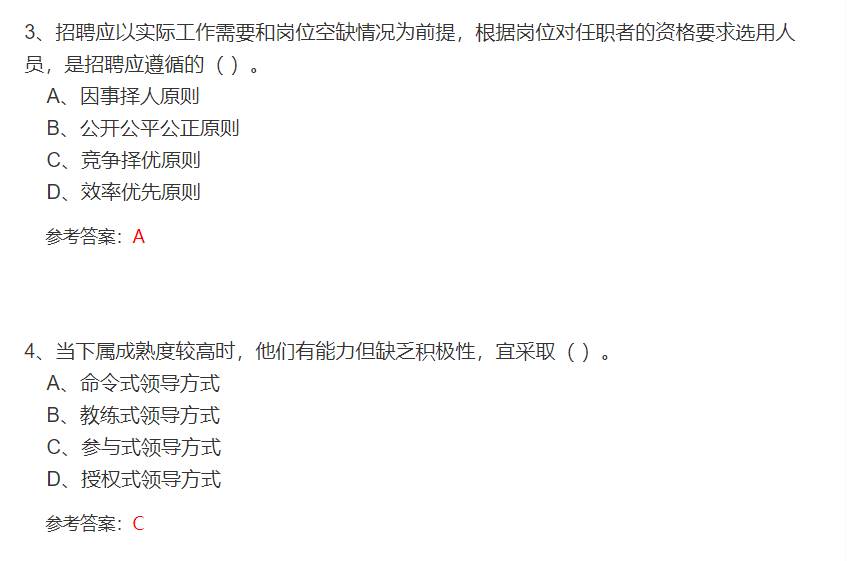 3、招聘应以实际工作需要和岗位空缺情况为前提，根据岗位对任职者的资格要求选用人
员，是招聘应遵循的（ ）。
A、因事择人原则
B、公开公平公正原则
C、竞争择优原则
D、效率优先原则
参考答案：A
4、当下属成熟度较高时，他们有能力但缺乏积极性，宜采取（ ）。
A、命令式领导方式
B、教练式领导方式
C、参与式领导方式
D、授权式领导方式
参考答案：C